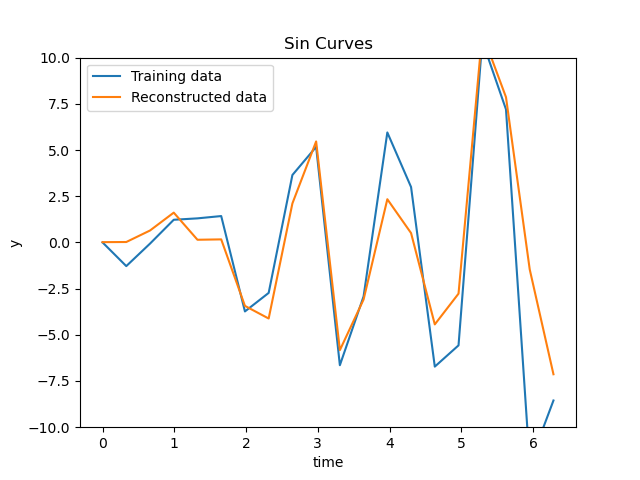 Sin Curves
Training data
Reconstructed data
10.0
7.5
5.0
2.5
0.0
−2.5
−5.0
−7.5
−10.0
y
0 1 2 3 4 5 6
time